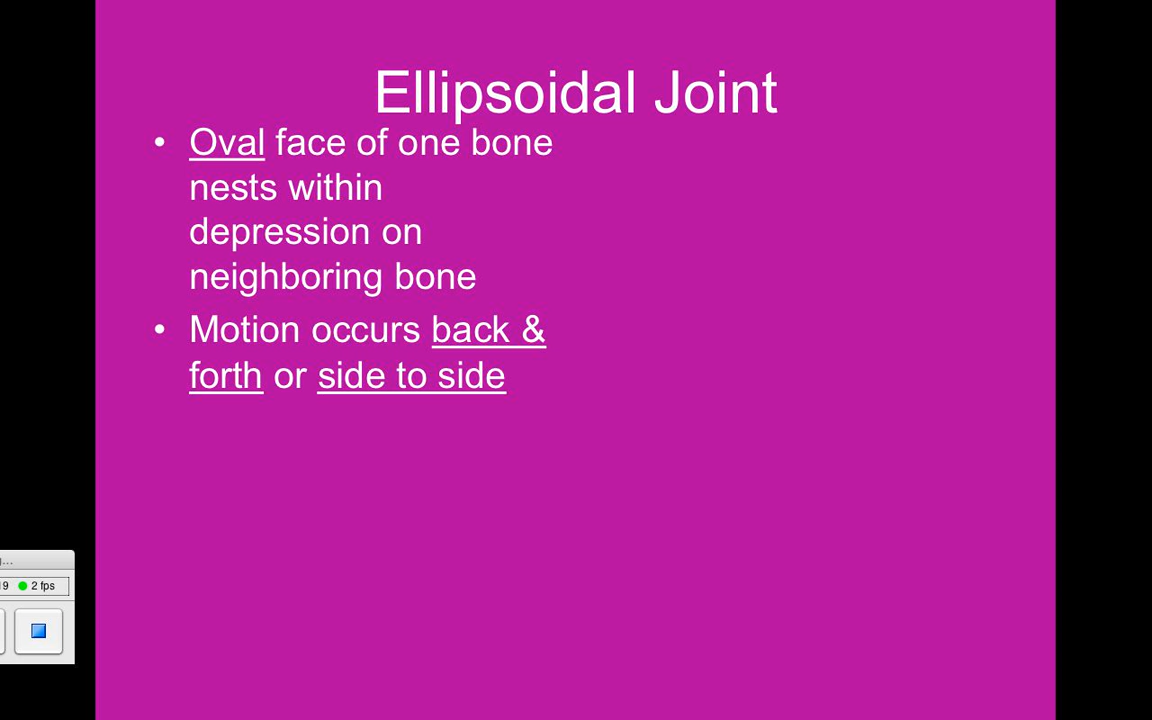 Ellipsoidal Joint
• Oval face of one bone
nests within
depression on
neighboring bone
• Motion occurs back &
forth or side to side
19 2 fps